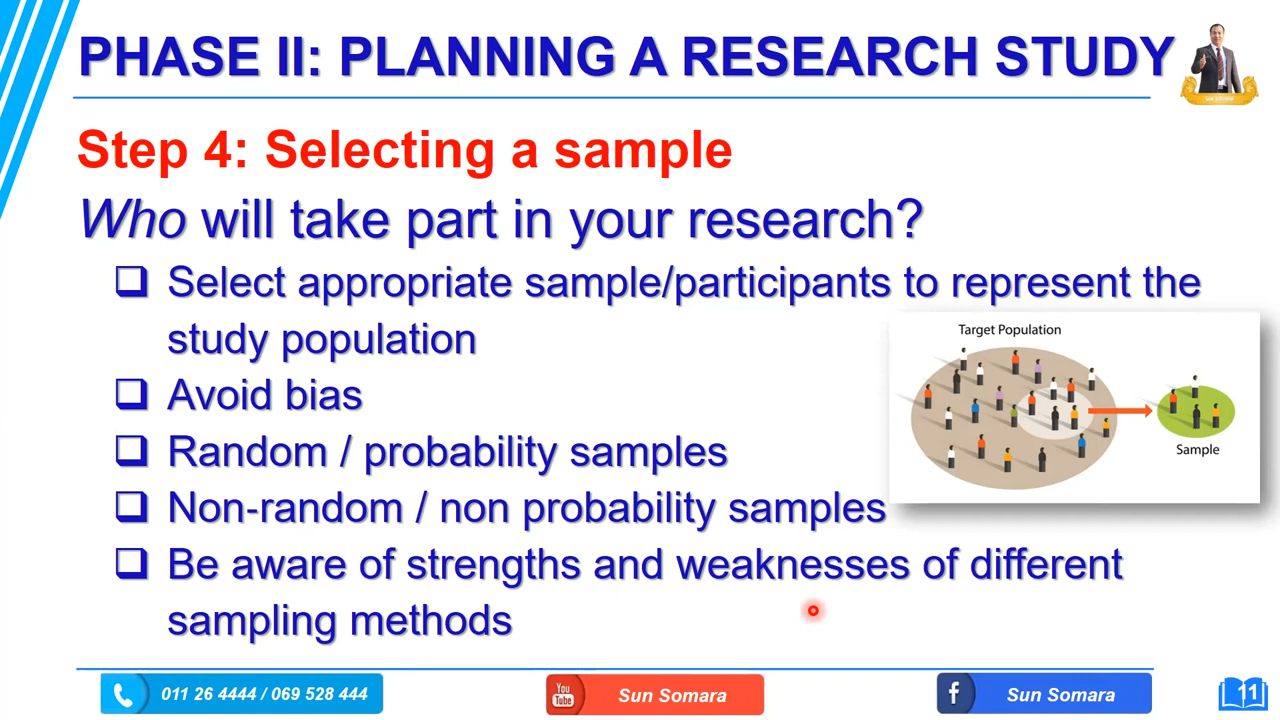 PHASE II: PLANNING A RESEARCH STUDY
Step 4: Selecting a sample
Who will take part in your research?
Select appropriate sample/participants to represent the
study population
Avoid bias
Random / probability samples
Non-random / non probability samples
Be aware of strengths and weaknesses of different
sampling methods
Target Population
Sample
011 26 4444 / 069 528 444
You
Tube
Sun Somara
f
Sun Somara
11